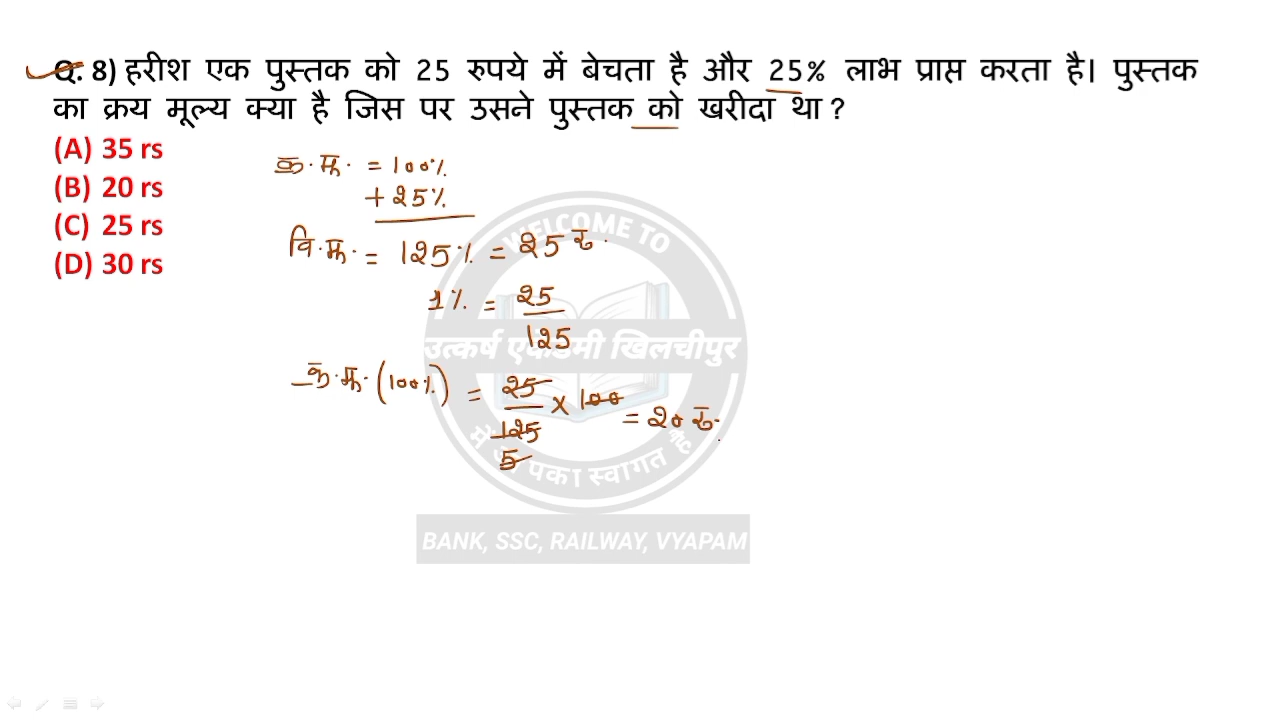 Q. 8) हरीश एक पुस्तक को 25 रुपये में बेचता है और 25% लाभ प्राप्त करता है। पुस्तक
का क्रय मूल्य क्या है जिस पर उसने पुस्तक को खरीदा था ?
(A) 35 rs
(B) 20 rs
(C) 25 rs
(D) 30 rs
क्र. मू. = 100%
+ 25%
वि. मू. = 125% = 25 रु.
1% = 25
125
क्र. मू. (100%) = 25
125
5
× 100
= 20 रु.
WELCOME TO
उत्कर्ष एकेडमी खिलचीपुर
में आपका स्वागत है
BANK, SSC, RAILWAY, VYAPAM